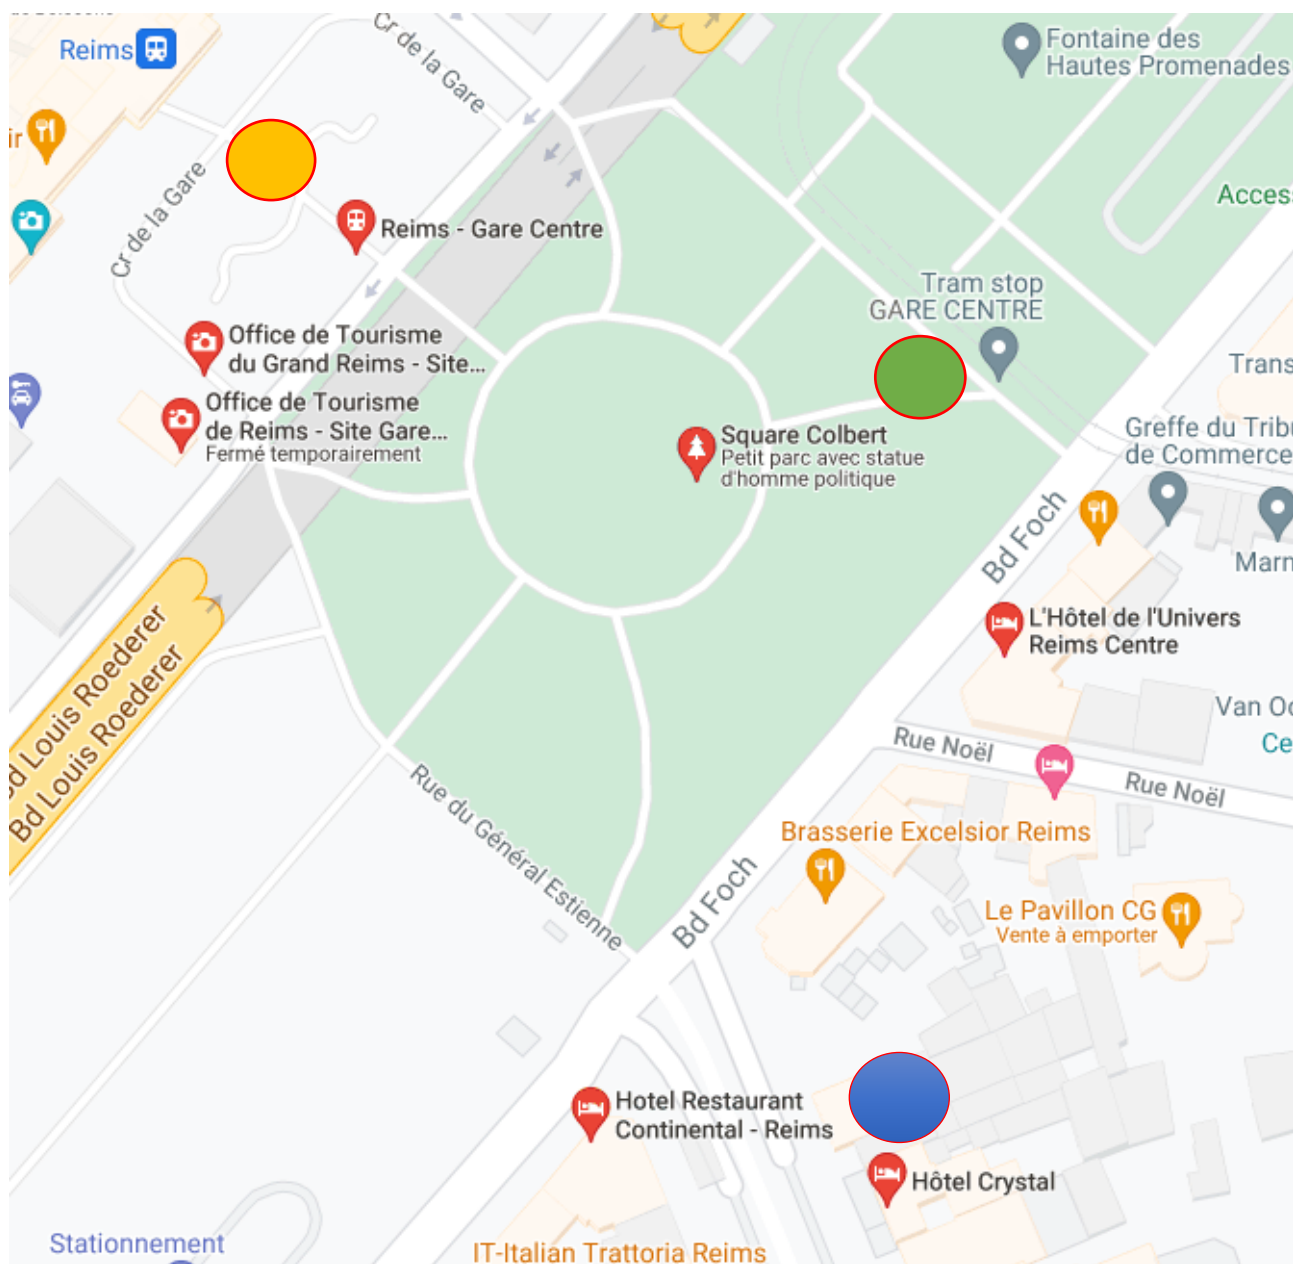 Reims
Cr de la Gare
Fontaine des
Hautes Promenades
ir
Cr de la Gare
Reims - Gare Centre
Access
Tram stop
GARE CENTRE
Office de Tourisme
du Grand Reims - Site...
Trans
Office de Tourisme
de Reims - Site Gare...
Fermé temporairement
Square Colbert
Petit parc avec statue
d'homme politique
Greffe du Tribu
de Commerce
Bd Foch
Marn
L'Hôtel de l'Univers
Reims Centre
Bd Louis Roederer
Bd Louis Roederer
Van Oo
Ce
Rue Noël
Rue Noël
Rue du Général Estienne
Brasserie Excelsior Reims
Bd Foch
Le Pavillon CG
Vente à emporter
Hotel Restaurant
Continental - Reims
Hôtel Crystal
Stationnement
IT-Italian Trattoria Reims